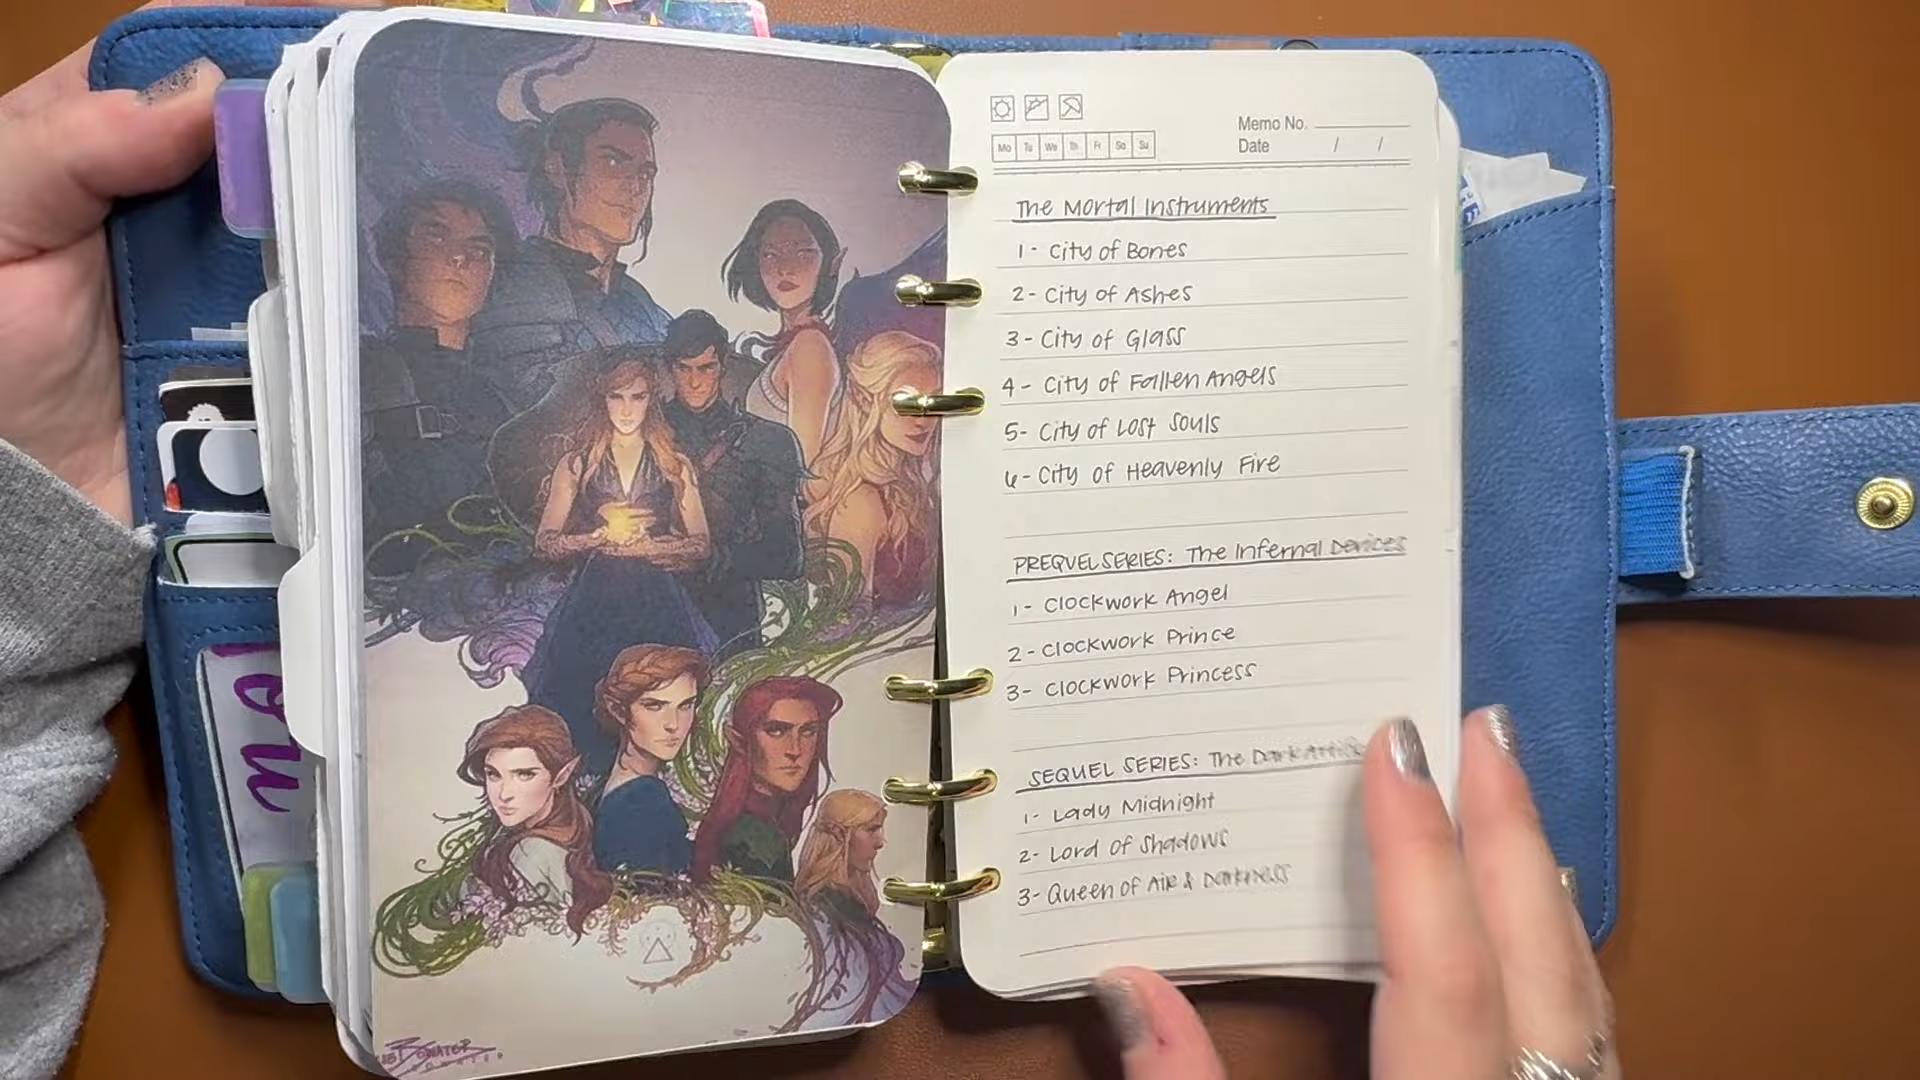 Memo No.
Date / /
Mo Tu We Th Fr Sa Su
The Mortal Instruments
1- City of Bones
2- City of Ashes
3- City of Glass
4- City of Fallen Angels
5- City of Lost Souls
6- City of Heavenly Fire
PREQUEL SERIES: The Infernal Devices
1- Clockwork Angel
2- Clockwork Prince
3- Clockwork Princess
SEQUEL SERIES: The Dark
1- Lady Midnight
2- Lord of Shadows
3- Queen of Air & Darkness